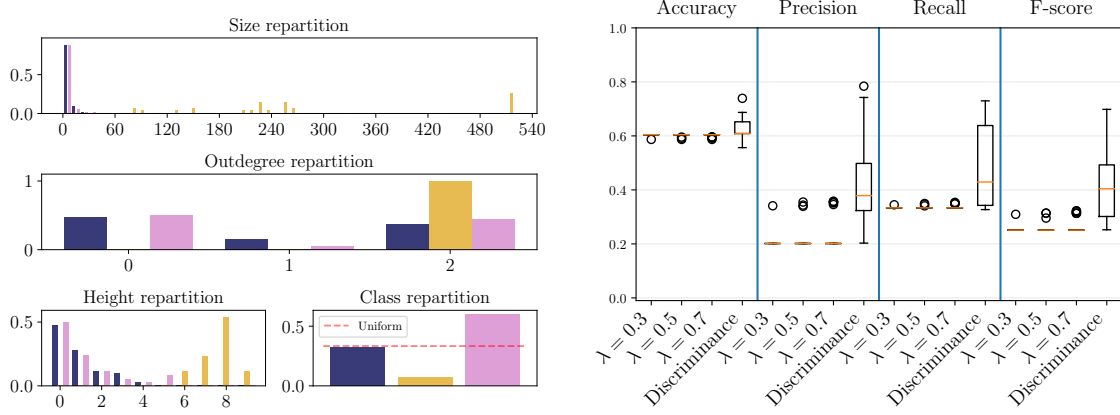 Size repartition
0.5
0.0
0 60 120 180 240 300 360 420 480 540
Outdegree repartition
1
0
0 1 2
Height repartition
0.5
0.0
0 2 4 6 8
Class repartition
0.5
0.0
Uniform
Accuracy Precision Recall F-score
1.0
0.8
0.6
0.4
0.2
0.0
λ = 0.3
λ = 0.5
λ = 0.7
Discriminance
λ = 0.3
λ = 0.5
λ = 0.7
Discriminance
λ = 0.3
λ = 0.5
λ = 0.7
Discriminance
λ = 0.3
λ = 0.5
λ = 0.7
Discriminance